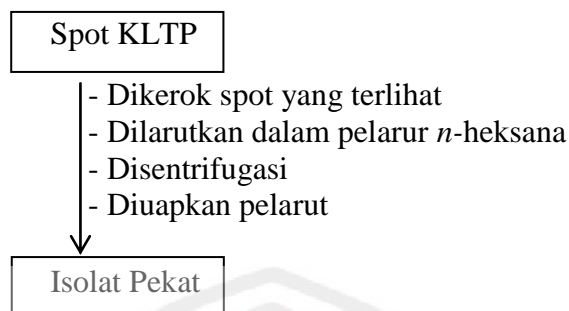 Spot KLTP
- Dikerok spot yang terlihat
- Dilarutkan dalam pelarur n-heksana
- Disentrifugasi
- Diuapkan pelarut
Isolat Pekat